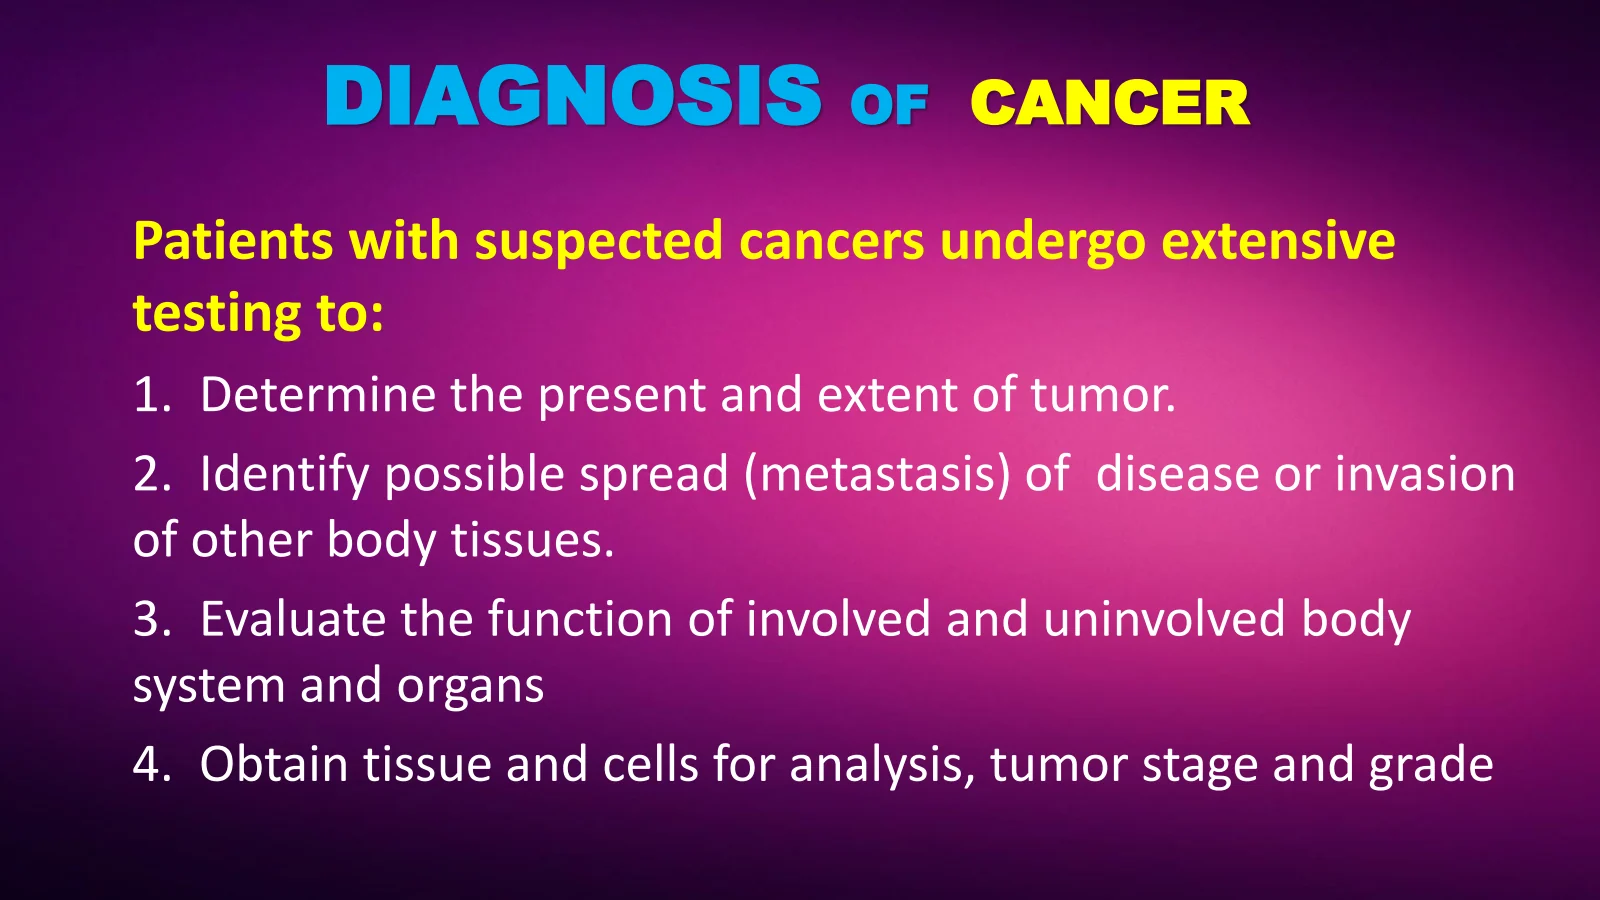 DIAGNOSIS OF CANCER
Patients with suspected cancers undergo extensive
testing to:
1. Determine the present and extent of tumor.
2. Identify possible spread (metastasis) of disease or invasion
of other body tissues.
3. Evaluate the function of involved and uninvolved body
system and organs
4. Obtain tissue and cells for analysis, tumor stage and grade